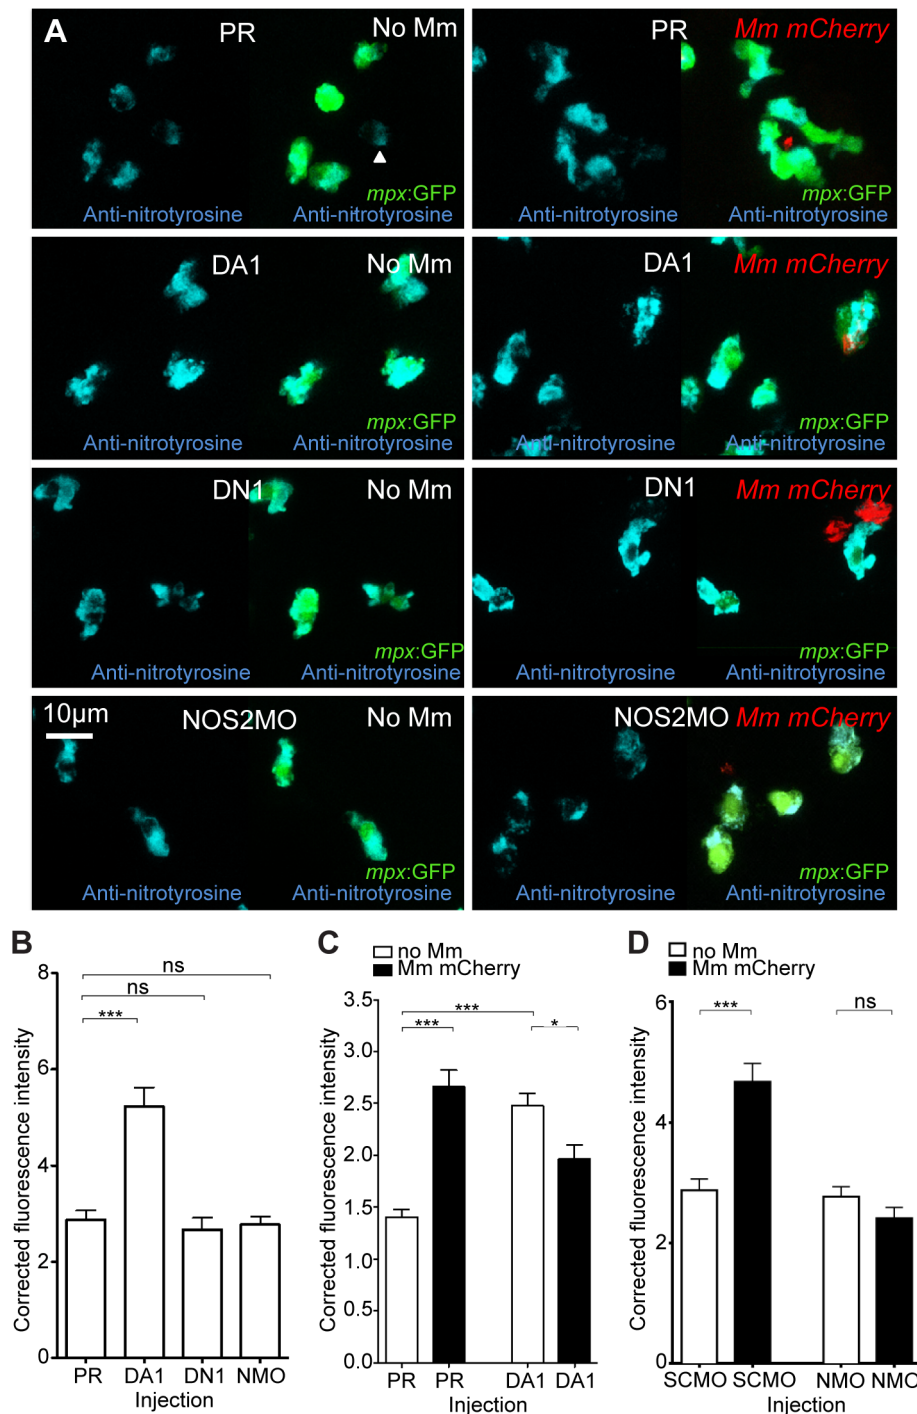 A
PR
No Mm
mpx:GFP
Anti-nitrotyrosine
Anti-nitrotyrosine
PR
Mm mCherry
mpx:GFP
Anti-nitrotyrosine
Anti-nitrotyrosine
DA1
No Mm
mpx:GFP
Anti-nitrotyrosine
Anti-nitrotyrosine
DA1
Mm mCherry
mpx:GFP
Anti-nitrotyrosine
Anti-nitrotyrosine
DN1
No Mm
mpx:GFP
Anti-nitrotyrosine
Anti-nitrotyrosine
DN1
Mm mCherry
mpx:GFP
Anti-nitrotyrosine
Anti-nitrotyrosine
10µm
NOS2MO
No Mm
mpx:GFP
Anti-nitrotyrosine
Anti-nitrotyrosine
NOS2MO
Mm mCherry
mpx:GFP
Anti-nitrotyrosine
Anti-nitrotyrosine
B
Corrected fluorescence intensity
8
6
4
2
0
ns
ns
***
PR DA1 DN1 NMO
Injection
C
no Mm
Mm mCherry
Corrected fluorescence intensity
3.5
3.0
2.5
2.0
1.5
1.0
0.5
0.0
***
***
*
PR PR DA1 DA1
Injection
D
no Mm
Mm mCherry
Corrected fluorescence intensity
6
4
2
0
***
ns
SCMO SCMO NMO NMO
Injection